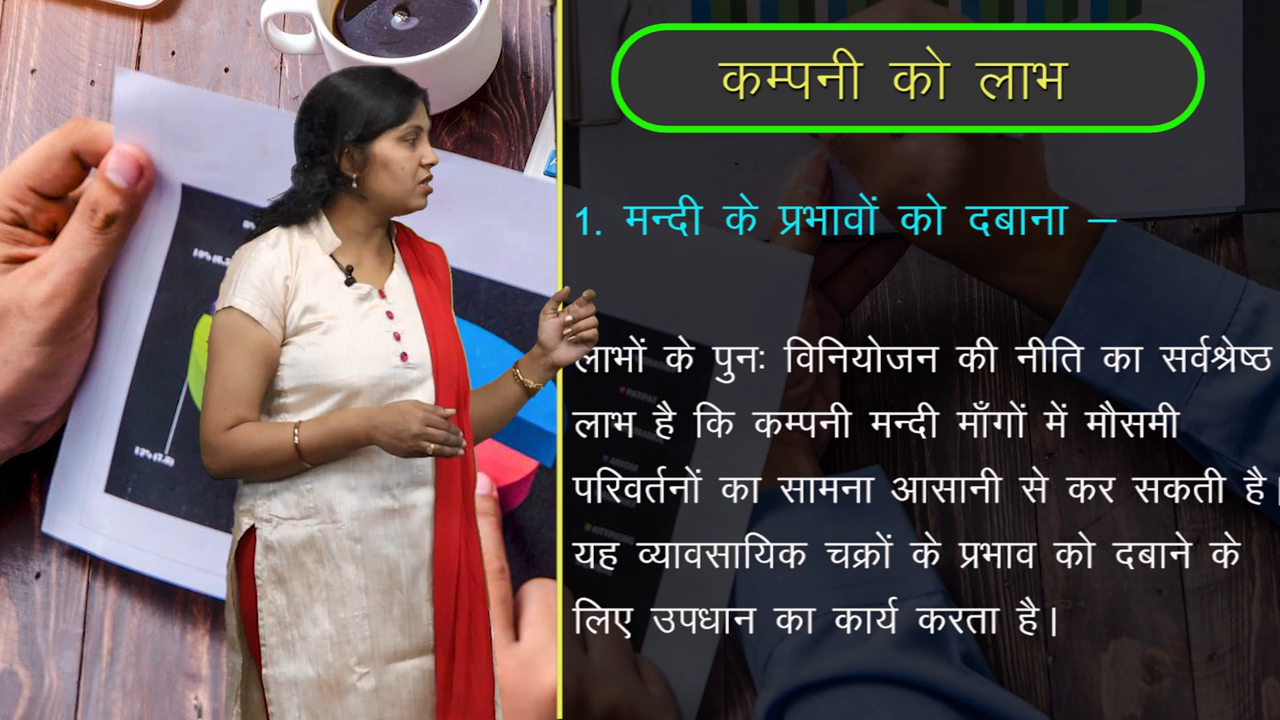 कम्पनी को लाभ
1. मन्दी के प्रभावों को दबाना –
लाभों के पुनः विनियोजन की नीति का सर्वश्रेष्ठ
लाभ है कि कम्पनी मन्दी माँगों में मौसमी
परिवर्तनों का सामना आसानी से कर सकती है।
यह व्यावसायिक चक्रों के प्रभाव को दबाने के
लिए उपधान का कार्य करता है।